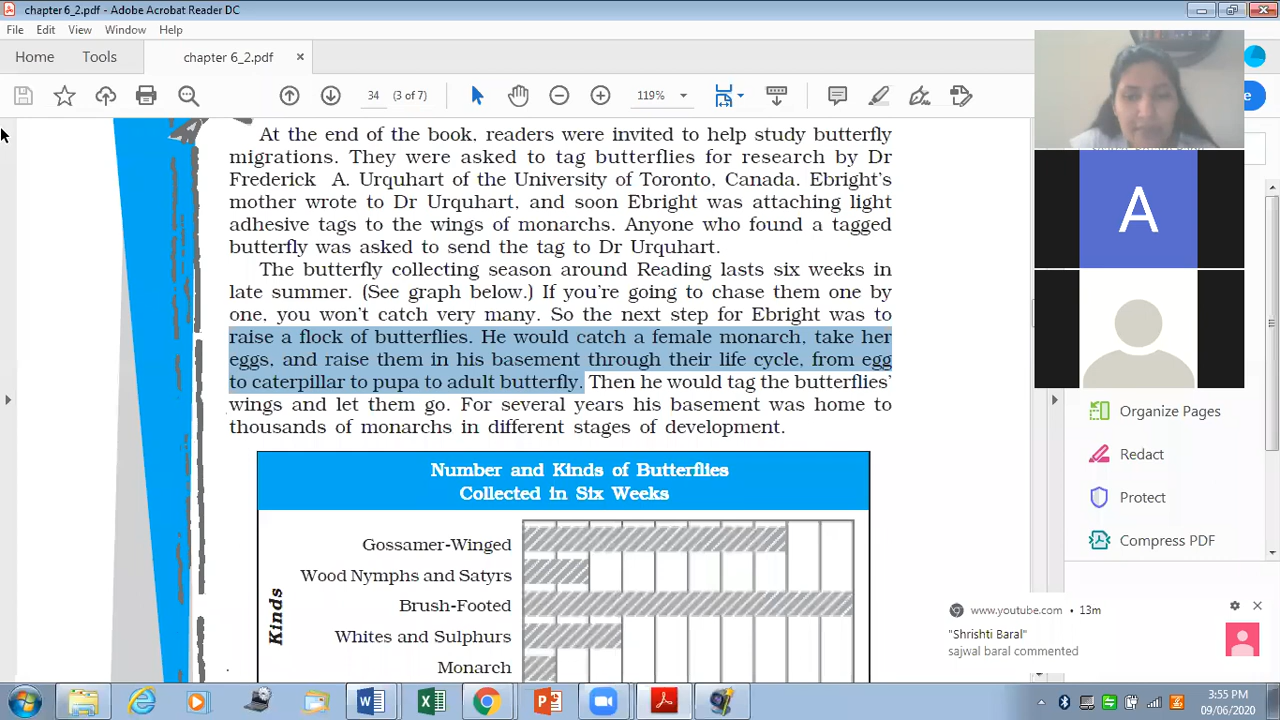 chapter 6_2.pdf - Adobe Acrobat Reader DC
File Edit View Window Help
Home Tools chapter 6_2.pdf ×
34 (3 of 7) 119%
At the end of the book, readers were invited to help study butterfly
migrations. They were asked to tag butterflies for research by Dr
Frederick A. Urquhart of the University of Toronto, Canada. Ebright's
mother wrote to Dr Urquhart, and soon Ebright was attaching light
adhesive tags to the wings of monarchs. Anyone who found a tagged
butterfly was asked to send the tag to Dr Urquhart.
The butterfly collecting season around Reading lasts six weeks in
late summer. (See graph below.) If you're going to chase them one by
one, you won't catch very many. So the next step for Ebright was to
raise a flock of butterflies. He would catch a female monarch, take her
eggs, and raise them in his basement through their life cycle, from egg
to caterpillar to pupa to adult butterfly. Then he would tag the butterflies'
wings and let them go. For several years his basement was home to
thousands of monarchs in different stages of development.
Number and Kinds of Butterflies
Collected in Six Weeks
Kinds
Gossamer-Winged
Wood Nymphs and Satyrs
Brush-Footed
Whites and Sulphurs
Monarch
A
Organize Pages
Redact
Protect
Compress PDF
www.youtube.com • 13m
"Shrishti Baral"
sajwal baral commented
3:55 PM
09/06/2020